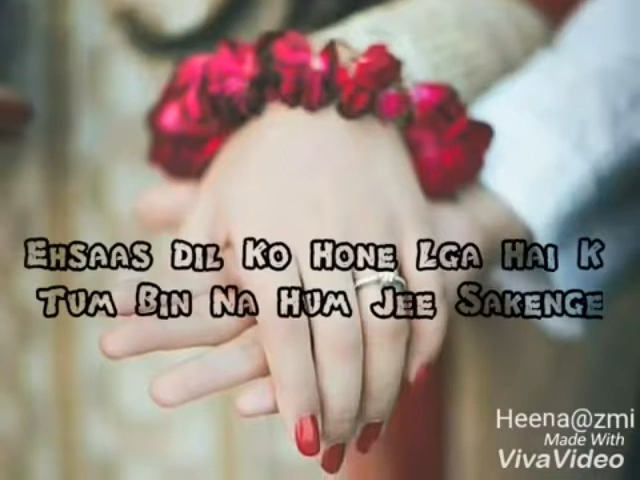 Ehsaas Dil Ko Hone Lga Hai K
Tum Bin Na Hum Jee Sakenge
Heena@zmi
Made With
VivaVideo